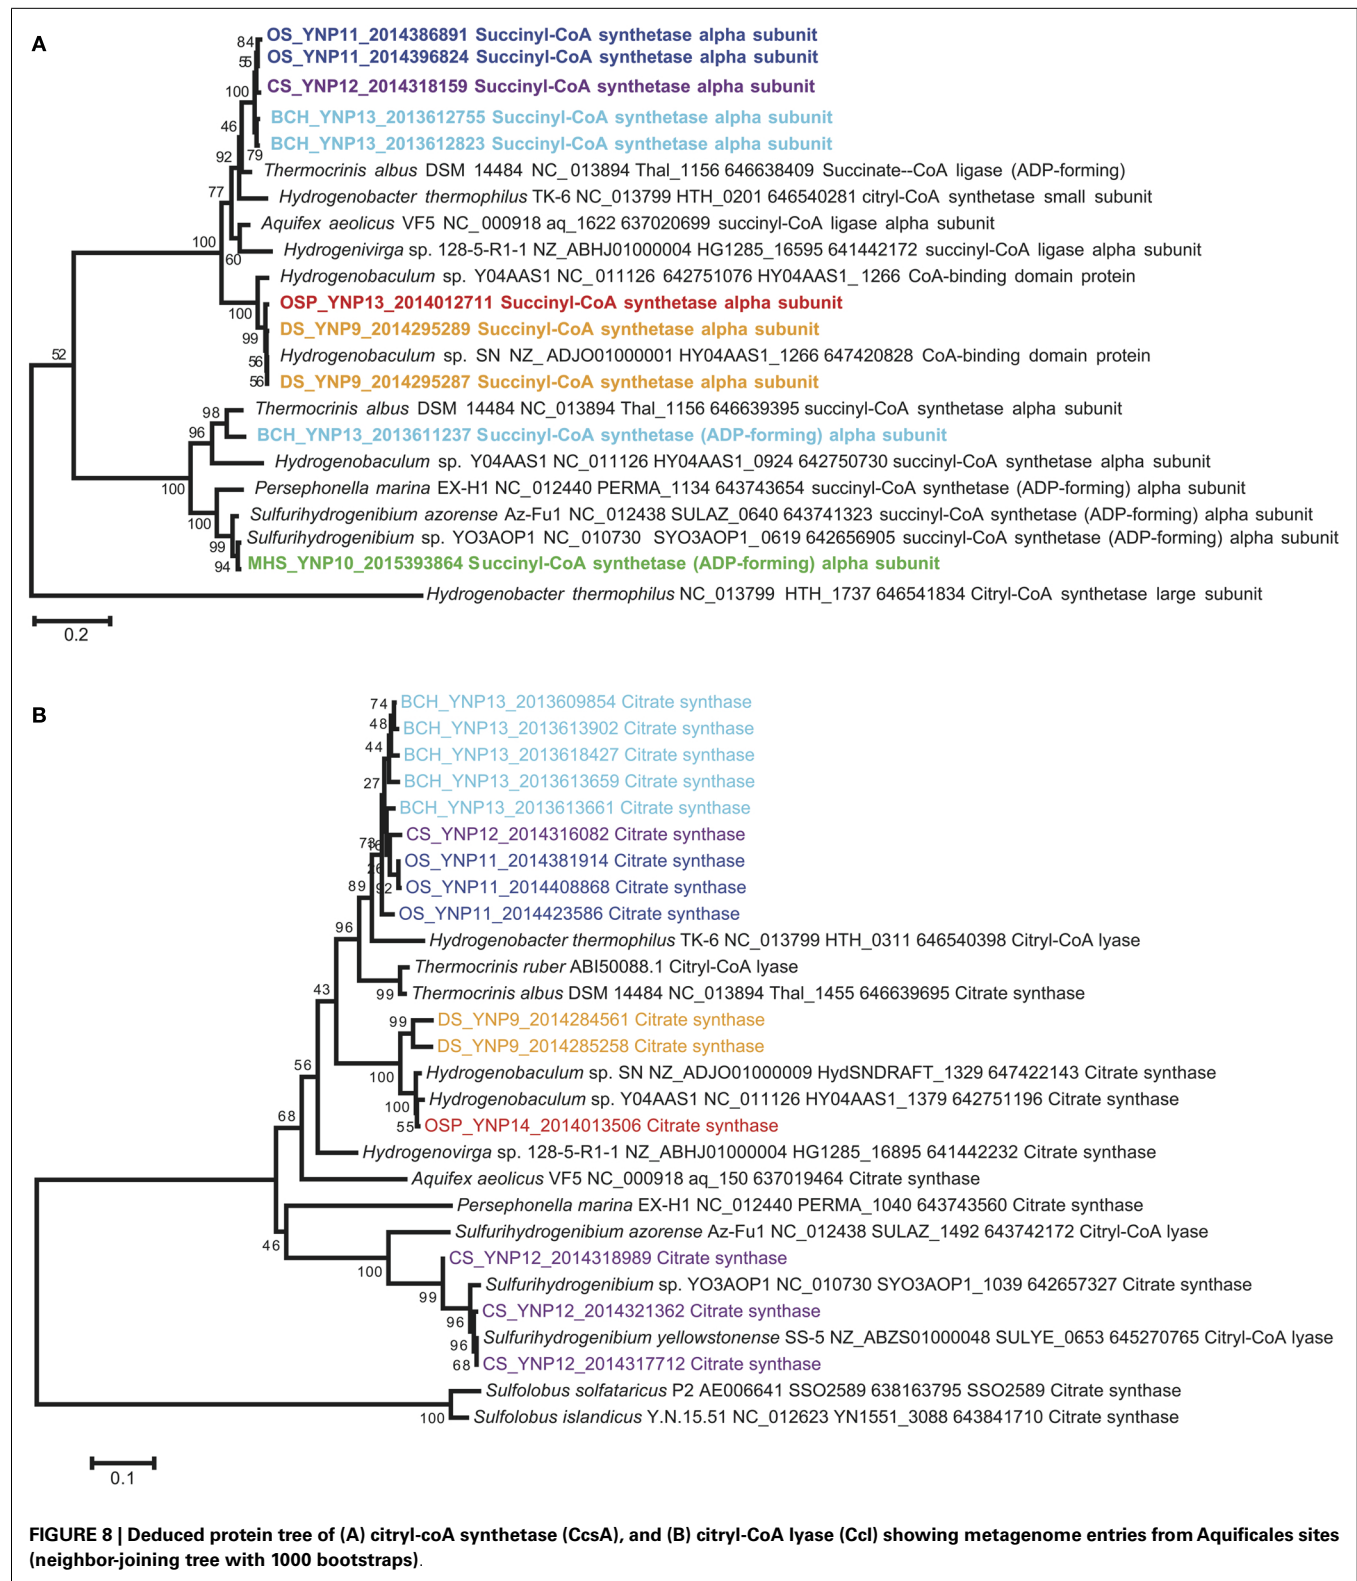 A
OS_YNP11_2014386891 Succinyl-CoA synthetase alpha subunit
84
OS_YNP11_2014396824 Succinyl-CoA synthetase alpha subunit
55
CS_YNP12_2014318159 Succinyl-CoA synthetase alpha subunit
100
BCH_YNP13_2013612755 Succinyl-CoA synthetase alpha subunit
46
BCH_YNP13_2013612823 Succinyl-CoA synthetase alpha subunit
92 79
Thermocrinis albus DSM 14484 NC_013894 Thal_1156 646638409 Succinate--CoA ligase (ADP-forming)
77
Hydrogenobacter thermophilus TK-6 NC_013799 HTH_0201 646540281 citryl-CoA synthetase small subunit
Aquifex aeolicus VF5 NC_000918 aq_1622 637020699 succinyl-CoA ligase alpha subunit
100
Hydrogenivirga sp. 128-5-R1-1 NZ_ABHJ01000004 HG1285_16595 641442172 succinyl-CoA ligase alpha subunit
60
Hydrogenobaculum sp. Y04AAS1 NC_011126 642751076 HY04AAS1_1266 CoA-binding domain protein
OSP_YNP13_2014012711 Succinyl-CoA synthetase alpha subunit
100
DS_YNP9_2014295289 Succinyl-CoA synthetase alpha subunit
99
Hydrogenobaculum sp. SN NZ_ADJO01000001 HY04AAS1_1266 647420828 CoA-binding domain protein
52
56
DS_YNP9_2014295287 Succinyl-CoA synthetase alpha subunit
56
Thermocrinis albus DSM 14484 NC_013894 Thal_1156 646639395 succinyl-CoA synthetase alpha subunit
98
BCH_YNP13_2013611237 Succinyl-CoA synthetase (ADP-forming) alpha subunit
96
Hydrogenobaculum sp. Y04AAS1 NC_011126 HY04AAS1_0924 642750730 succinyl-CoA synthetase alpha subunit
100
Persephonella marina EX-H1 NC_012440 PERMA_1134 643743654 succinyl-CoA synthetase (ADP-forming) alpha subunit
Sulfurihydrogenibium azorense Az-Fu1 NC_012438 SULAZ_0640 643741323 succinyl-CoA synthetase (ADP-forming) alpha subunit
100
Sulfurihydrogenibium sp. YO3AOP1 NC_010730 SYO3AOP1_0619 642656905 succinyl-CoA synthetase (ADP-forming) alpha subunit
99
MHS_YNP10_2015393864 Succinyl-CoA synthetase (ADP-forming) alpha subunit
94
Hydrogenobacter thermophilus NC_013799 HTH_1737 646541834 Citryl-CoA synthetase large subunit
0.2
B
BCH_YNP13_2013609854 Citrate synthase
74
BCH_YNP13_2013613902 Citrate synthase
48
BCH_YNP13_2013618427 Citrate synthase
44
BCH_YNP13_2013613659 Citrate synthase
27
BCH_YNP13_2013613661 Citrate synthase
CS_YNP12_2014316082 Citrate synthase
OS_YNP11_2014381914 Citrate synthase
26
OS_YNP11_2014408868 Citrate synthase
89 92
OS_YNP11_2014423586 Citrate synthase
96
Hydrogenobacter thermophilus TK-6 NC_013799 HTH_0311 646540398 Citryl-CoA lyase
Thermocrinis ruber ABI50088.1 Citryl-CoA lyase
43 99
Thermocrinis albus DSM 14484 NC_013894 Thal_1455 646639695 Citrate synthase
DS_YNP9_2014284561 Citrate synthase
99
DS_YNP9_2014285258 Citrate synthase
56
100
Hydrogenobaculum sp. SN NZ_ADJO01000009 HydSNDRAFT_1329 647422143 Citrate synthase
Hydrogenobaculum sp. Y04AAS1 NC_011126 HY04AAS1_1379 642751196 Citrate synthase
68
100
OSP_YNP14_2014013506 Citrate synthase
55
Hydrogenovirga sp. 128-5-R1-1 NZ_ABHJ01000004 HG1285_16895 641442232 Citrate synthase
Aquifex aeolicus VF5 NC_000918 aq_150 637019464 Citrate synthase
Persephonella marina EX-H1 NC_012440 PERMA_1040 643743560 Citrate synthase
Sulfurihydrogenibium azorense Az-Fu1 NC_012438 SULAZ_1492 643742172 Citryl-CoA lyase
46
CS_YNP12_2014318989 Citrate synthase
100
Sulfurihydrogenibium sp. YO3AOP1 NC_010730 SYO3AOP1_1039 642657327 Citrate synthase
99
CS_YNP12_2014321362 Citrate synthase
96
Sulfurihydrogenibium yellowstonense SS-5 NZ_ABZS01000048 SULYE_0653 645270765 Citryl-CoA lyase
96
CS_YNP12_2014317712 Citrate synthase
68
Sulfolobus solfataricus P2 AE006641 SSO2589 638163795 SSO2589 Citrate synthase
100
Sulfolobus islandicus Y.N.15.51 NC_012623 YN1551_3088 643841710 Citrate synthase
0.1
FIGURE 8 | Deduced protein tree of (A) citryl-coA synthetase (CcsA), and (B) citryl-CoA lyase (Ccl) showing metagenome entries from Aquificales sites
(neighbor-joining tree with 1000 bootstraps).